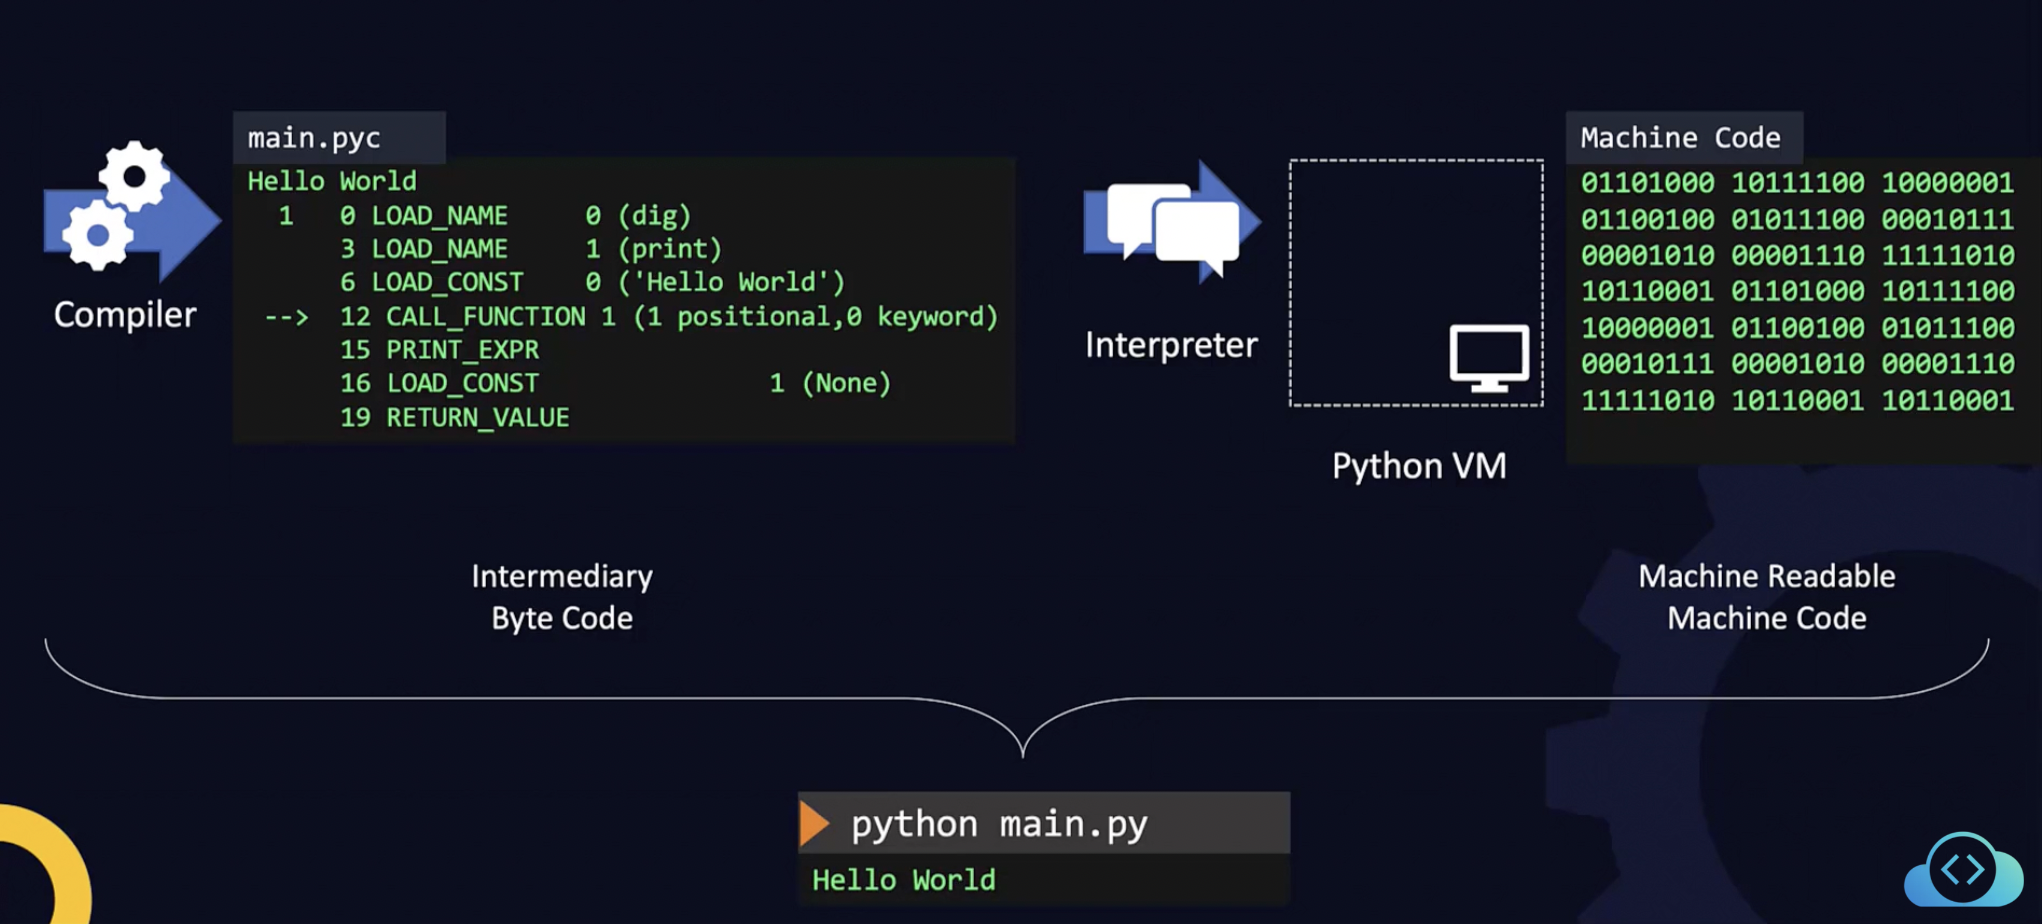 Compiler
main.pyc
Hello World
1 0 LOAD_NAME 0 (dig)
3 LOAD_NAME 1 (print)
6 LOAD_CONST 0 ('Hello World')
--> 12 CALL_FUNCTION 1 (1 positional,0 keyword)
15 PRINT_EXPR
16 LOAD_CONST 1 (None)
19 RETURN_VALUE
Intermediary
Byte Code
Interpreter
Python VM
Machine Code
01101000 10111100 10000001
01100100 01011100 00010111
00001010 00001110 11111010
10110001 01101000 10111100
10000001 01100100 01011100
00010111 00001010 00001110
11111010 10110001 10110001
Machine Readable
Machine Code
python main.py
Hello World